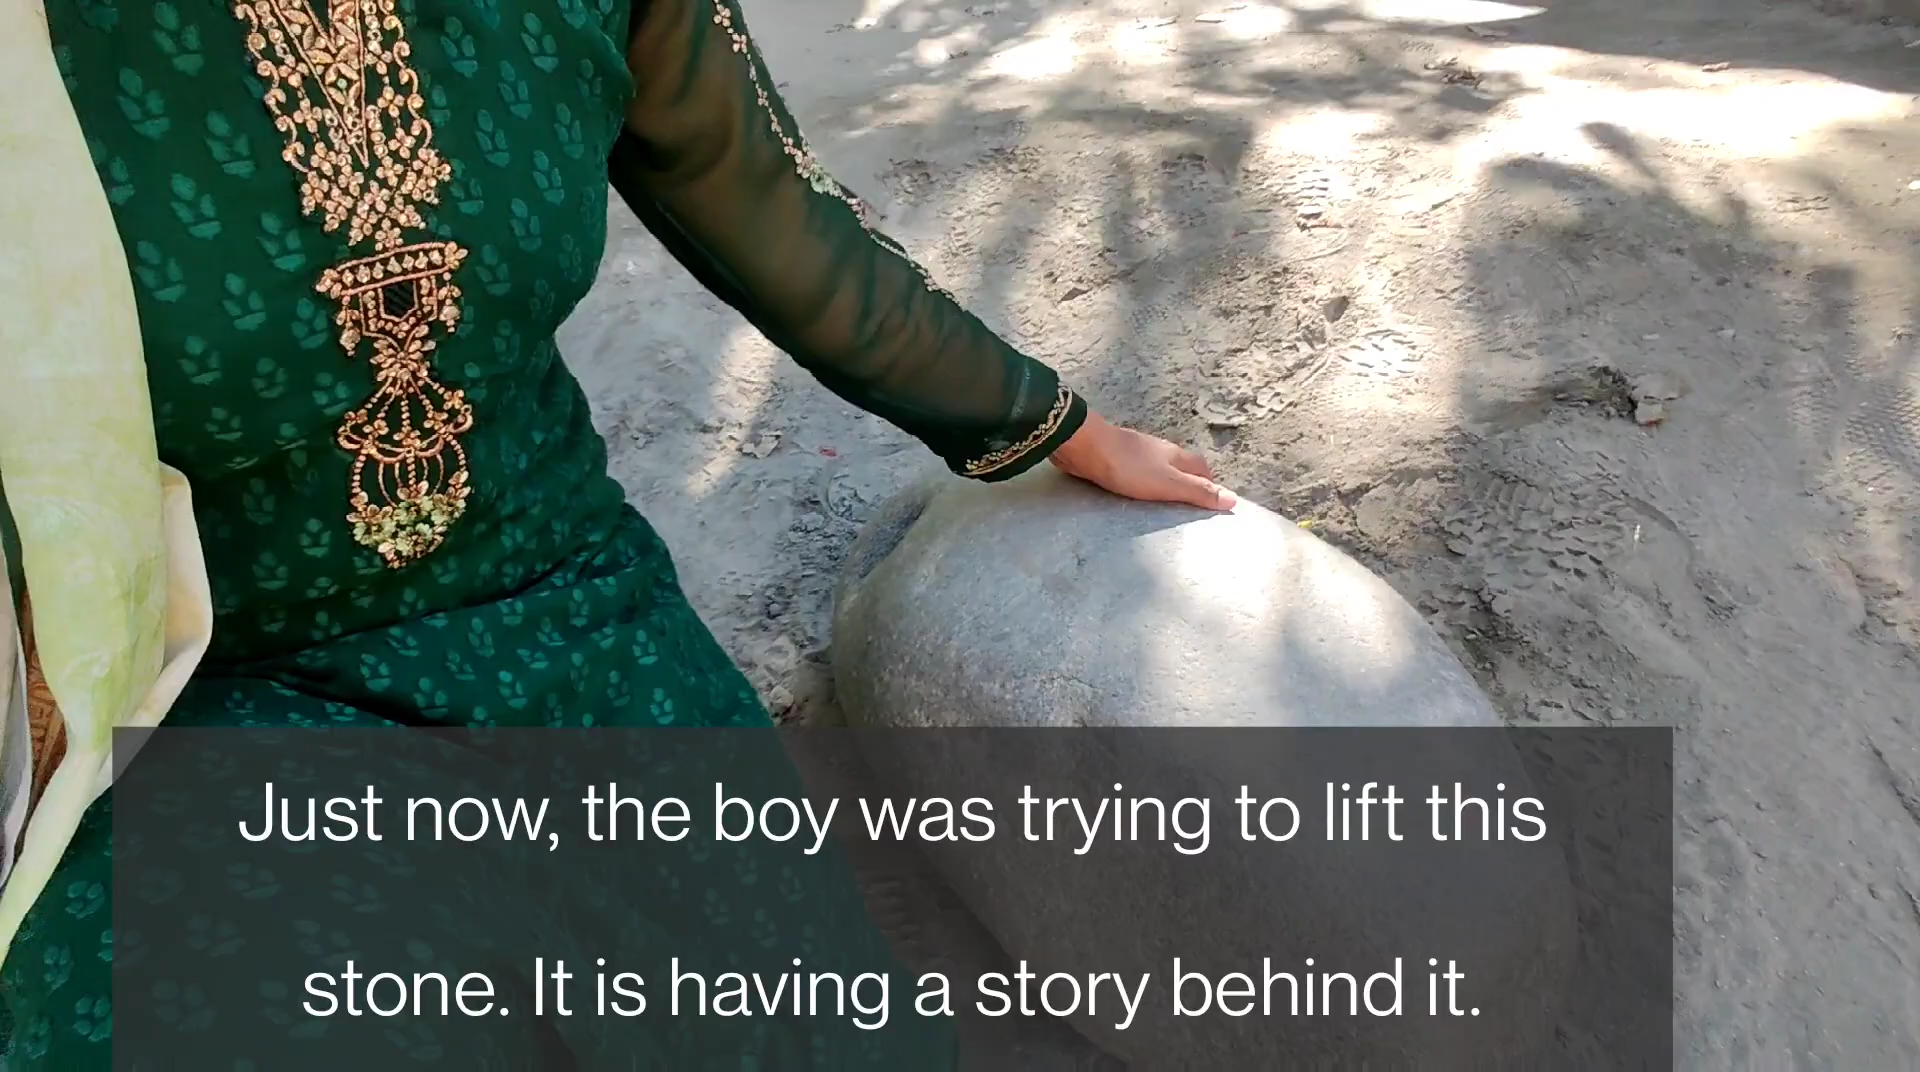 Just now, the boy was trying to lift this
stone. It is having a story behind it.